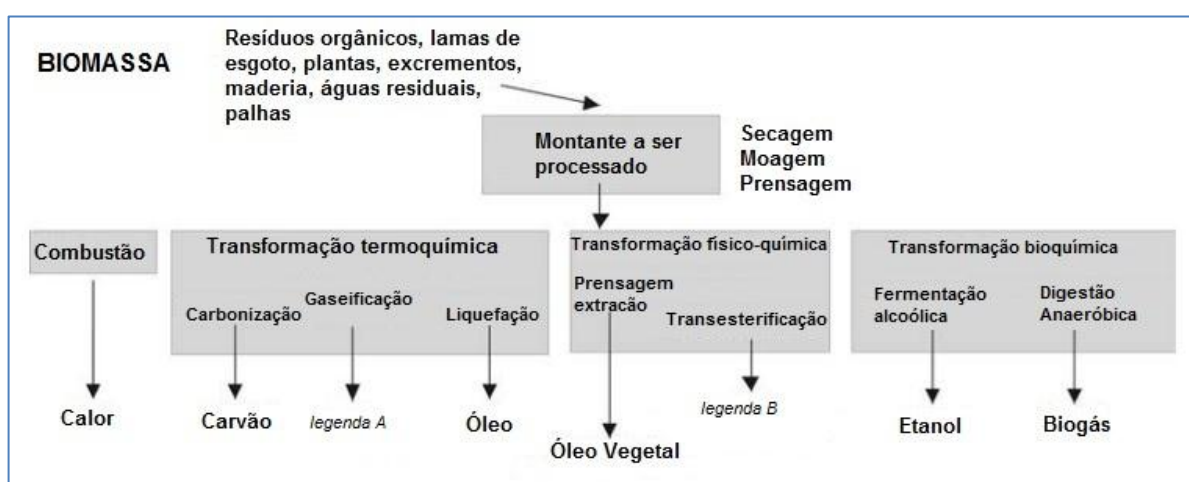 BIOMASSA
Resíduos orgânicos, lamas de
esgoto, plantas, excrementos,
maderia, águas residuais,
palhas
Montante a ser
processado
Secagem
Moagem
Prensagem
Combustão
Transformação termoquímica
Carbonização
Gaseificação
Liquefação
Transformação físico-química
Prensagem
extracão
Transesterificação
Transformação bioquímica
Fermentação
alcoólica
Digestão
Anaeróbica
Calor
Carvão
legenda A
Óleo
Óleo Vegetal
legenda B
Etanol
Biogás